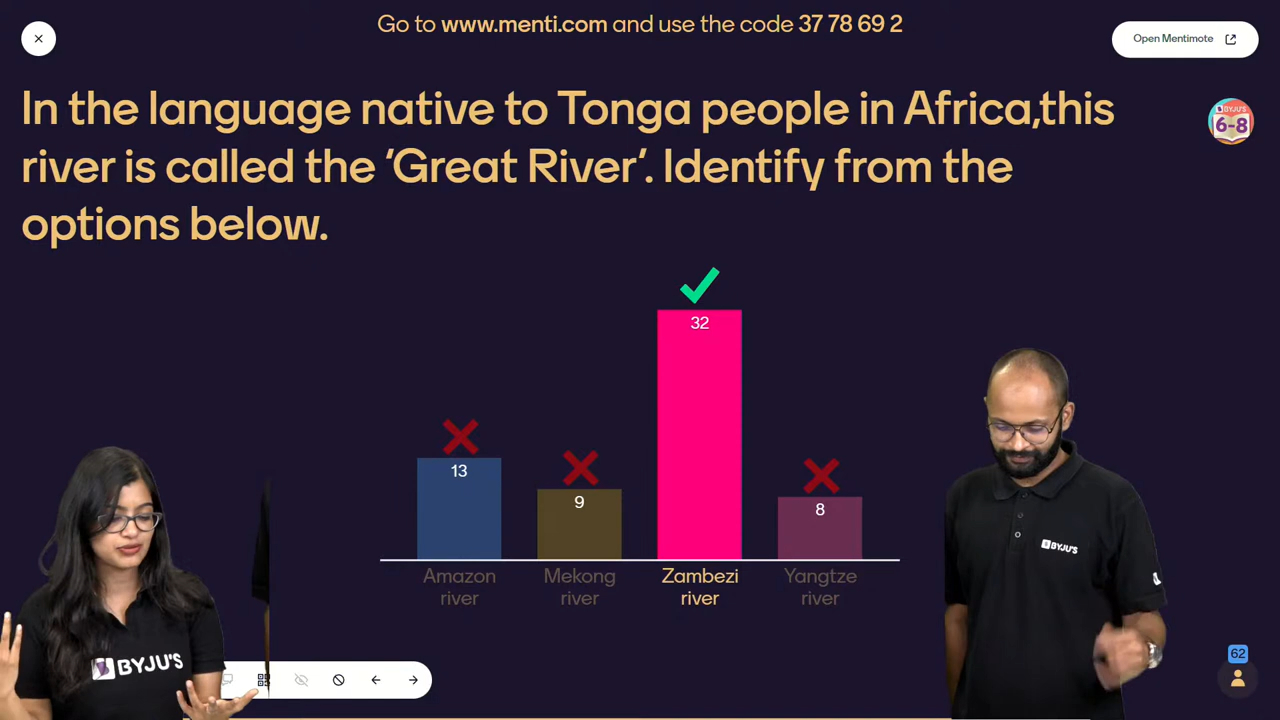 Go to www.menti.com and use the code 37 78 69 2
Open Mentimote
In the language native to Tonga people in Africa,this
river is called the ‘Great River’. Identify from the
options below.
BYJU'S
6-8
32
13
9
8
Amazon
river
Mekong
river
Zambezi
river
Yangtze
river
BYJU'S
BYJU'S
62